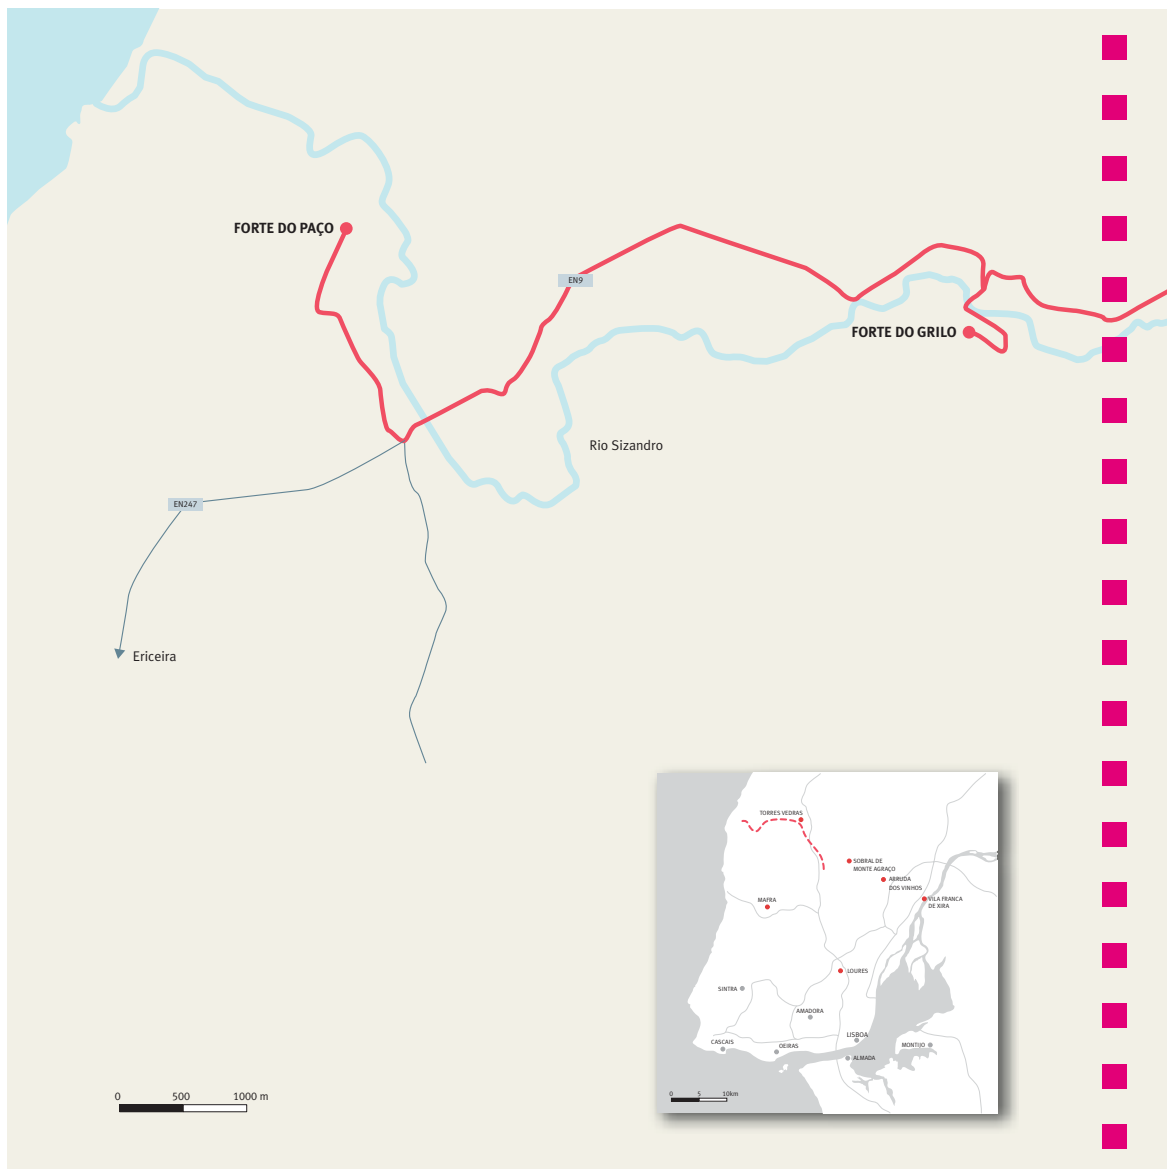 FORTE DO PAÇO
EN9
FORTE DO GRILO
Rio Sizandro
EN247
Ericeira
TORRES VEDRAS
SOBRAL DE
MONTE AGRAÇO
ARRUDA
DOS VINHOS
MAFRA
VILA FRANCA
DE XIRA
LOURES
SINTRA
AMADORA
LISBOA
CASCAIS
OEIRAS
MONTIJO
ALMADA
0 5 10km
0 500 1000 m